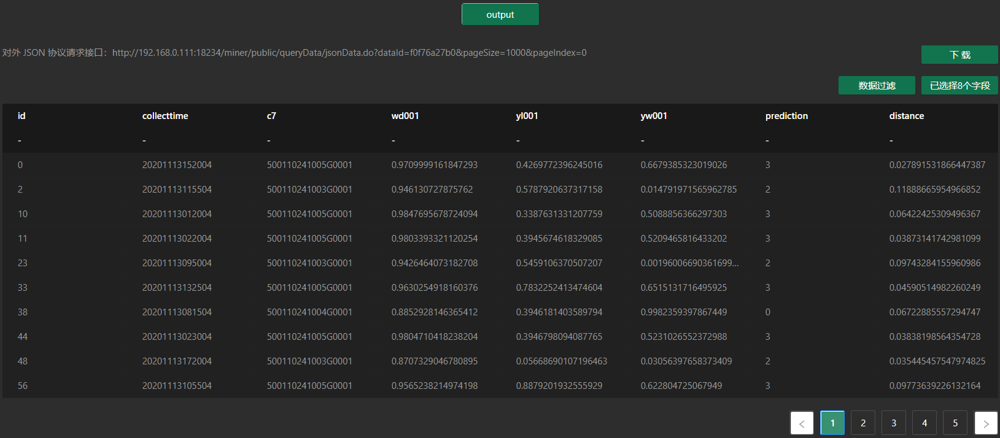 output
对外 JSON 协议请求接口：http://192.168.0.111:18234/miner/public/queryData/jsonData.do?dataId=f0f76a27b0&pageSize=1000&pageIndex=0
下 载
数据过滤 已选择8个字段
id collecttime c7 wd001 yl001 yw001 prediction distance
- - - - - - - -
0 20201113152004 500110241005G0001 0.9709999161847293 0.4269772396245016 0.6679385323019026 3 0.027891531866447387
2 20201113115504 500110241003G0001 0.946130727875762 0.5787920637317158 0.014791971565962785 2 0.11888665954966852
10 20201113012004 500110241005G0001 0.9847695678724094 0.3387631331207759 0.5088856366297303 3 0.06422425309496367
11 20201113022004 500110241005G0001 0.9803393321120254 0.3945674618329085 0.5209465816433202 3 0.03873141742981099
23 20201113095004 500110241003G0001 0.9426464073182708 0.5459106370507207 0.00196006690361699... 2 0.09743284155960986
33 20201113132504 500110241005G0001 0.9630254918160376 0.7832252413474604 0.6515131716495925 3 0.04590514982260249
38 20201113081504 500110241004G0001 0.8852928146365412 0.3946181403589794 0.9982359397867449 0 0.06722885557294747
44 20201113023004 500110241005G0001 0.9804710418238204 0.3946798094087765 0.5231026552372988 3 0.03838198564354728
48 20201113172004 500110241003G0001 0.8707329046780895 0.05668690107196463 0.03056397658373409 2 0.035445457547974825
56 20201113105504 500110241005G0001 0.9565238214974198 0.8879201932555929 0.622804725067949 3 0.09773639226132164
< 1 2 3 4 5 >